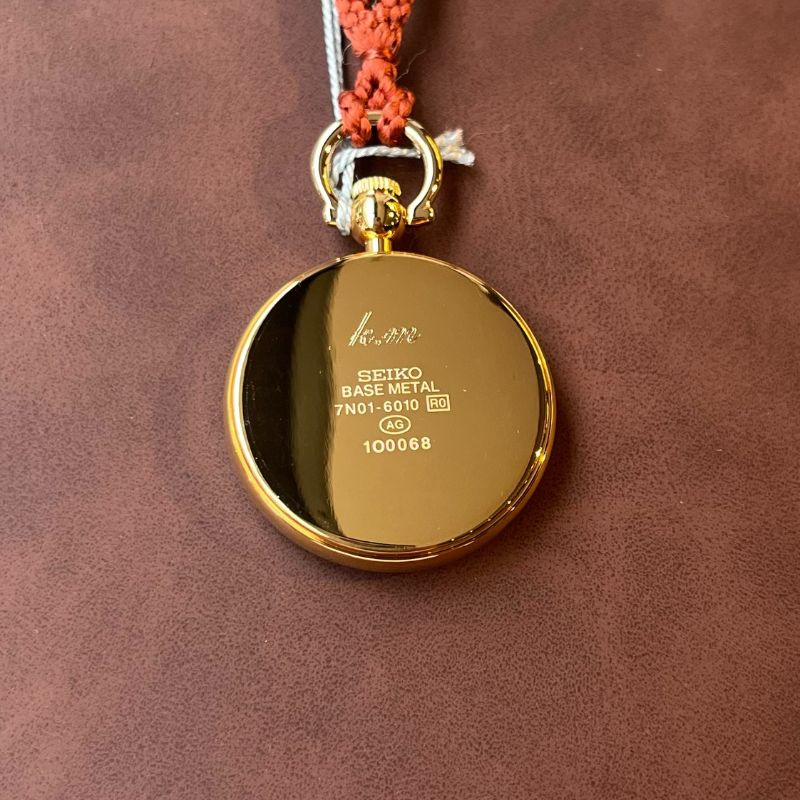 k.m
SEIKO
BASE METAL
7N01-6010 R0
AG
100068